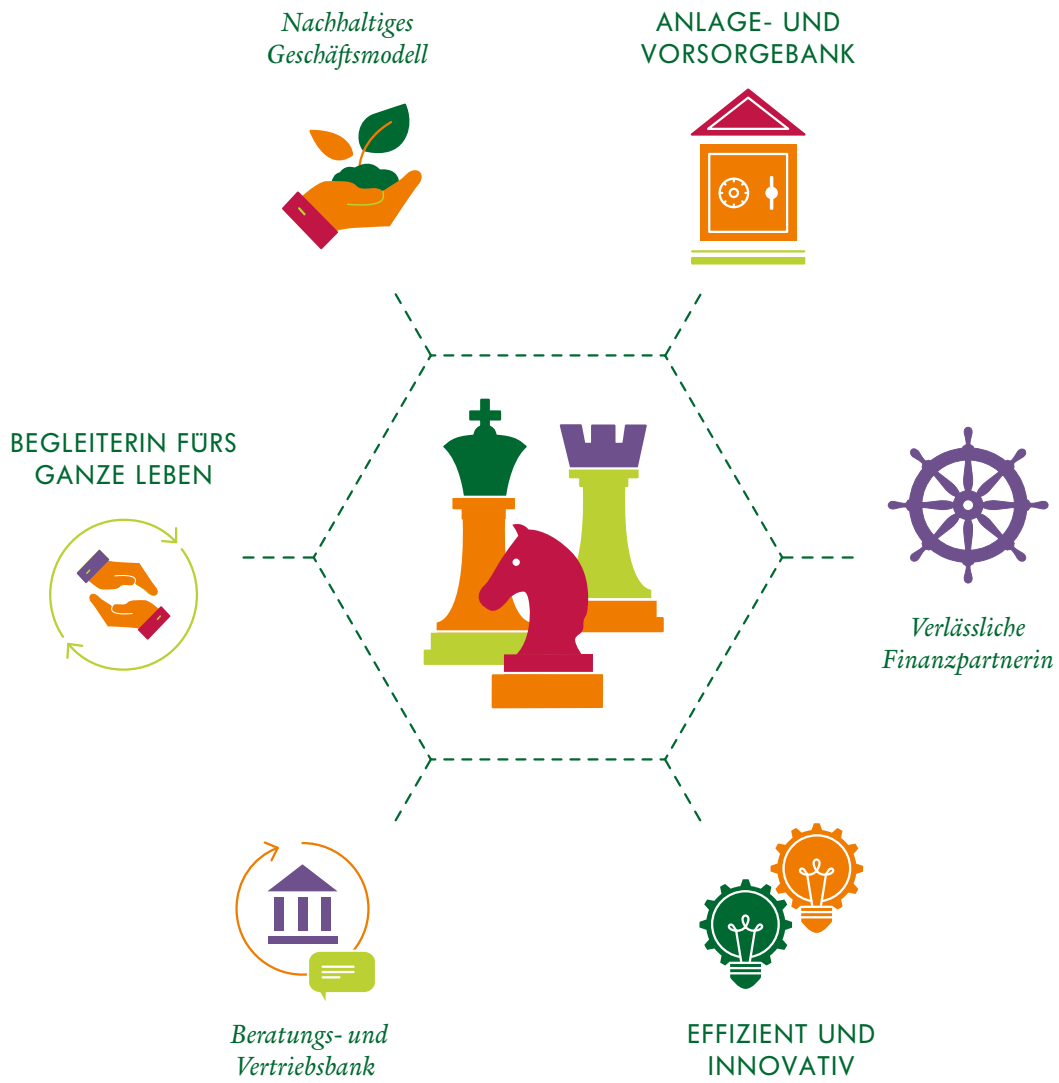 Nachhaltiges
Geschäftsmodell
ANLAGE- UND
VORSORGEBANK
BEGLEITERIN FÜRS
GANZE LEBEN
Verlässliche
Finanzpartnerin
Beratungs- und
Vertriebsbank
EFFIZIENT UND
INNOVATIV